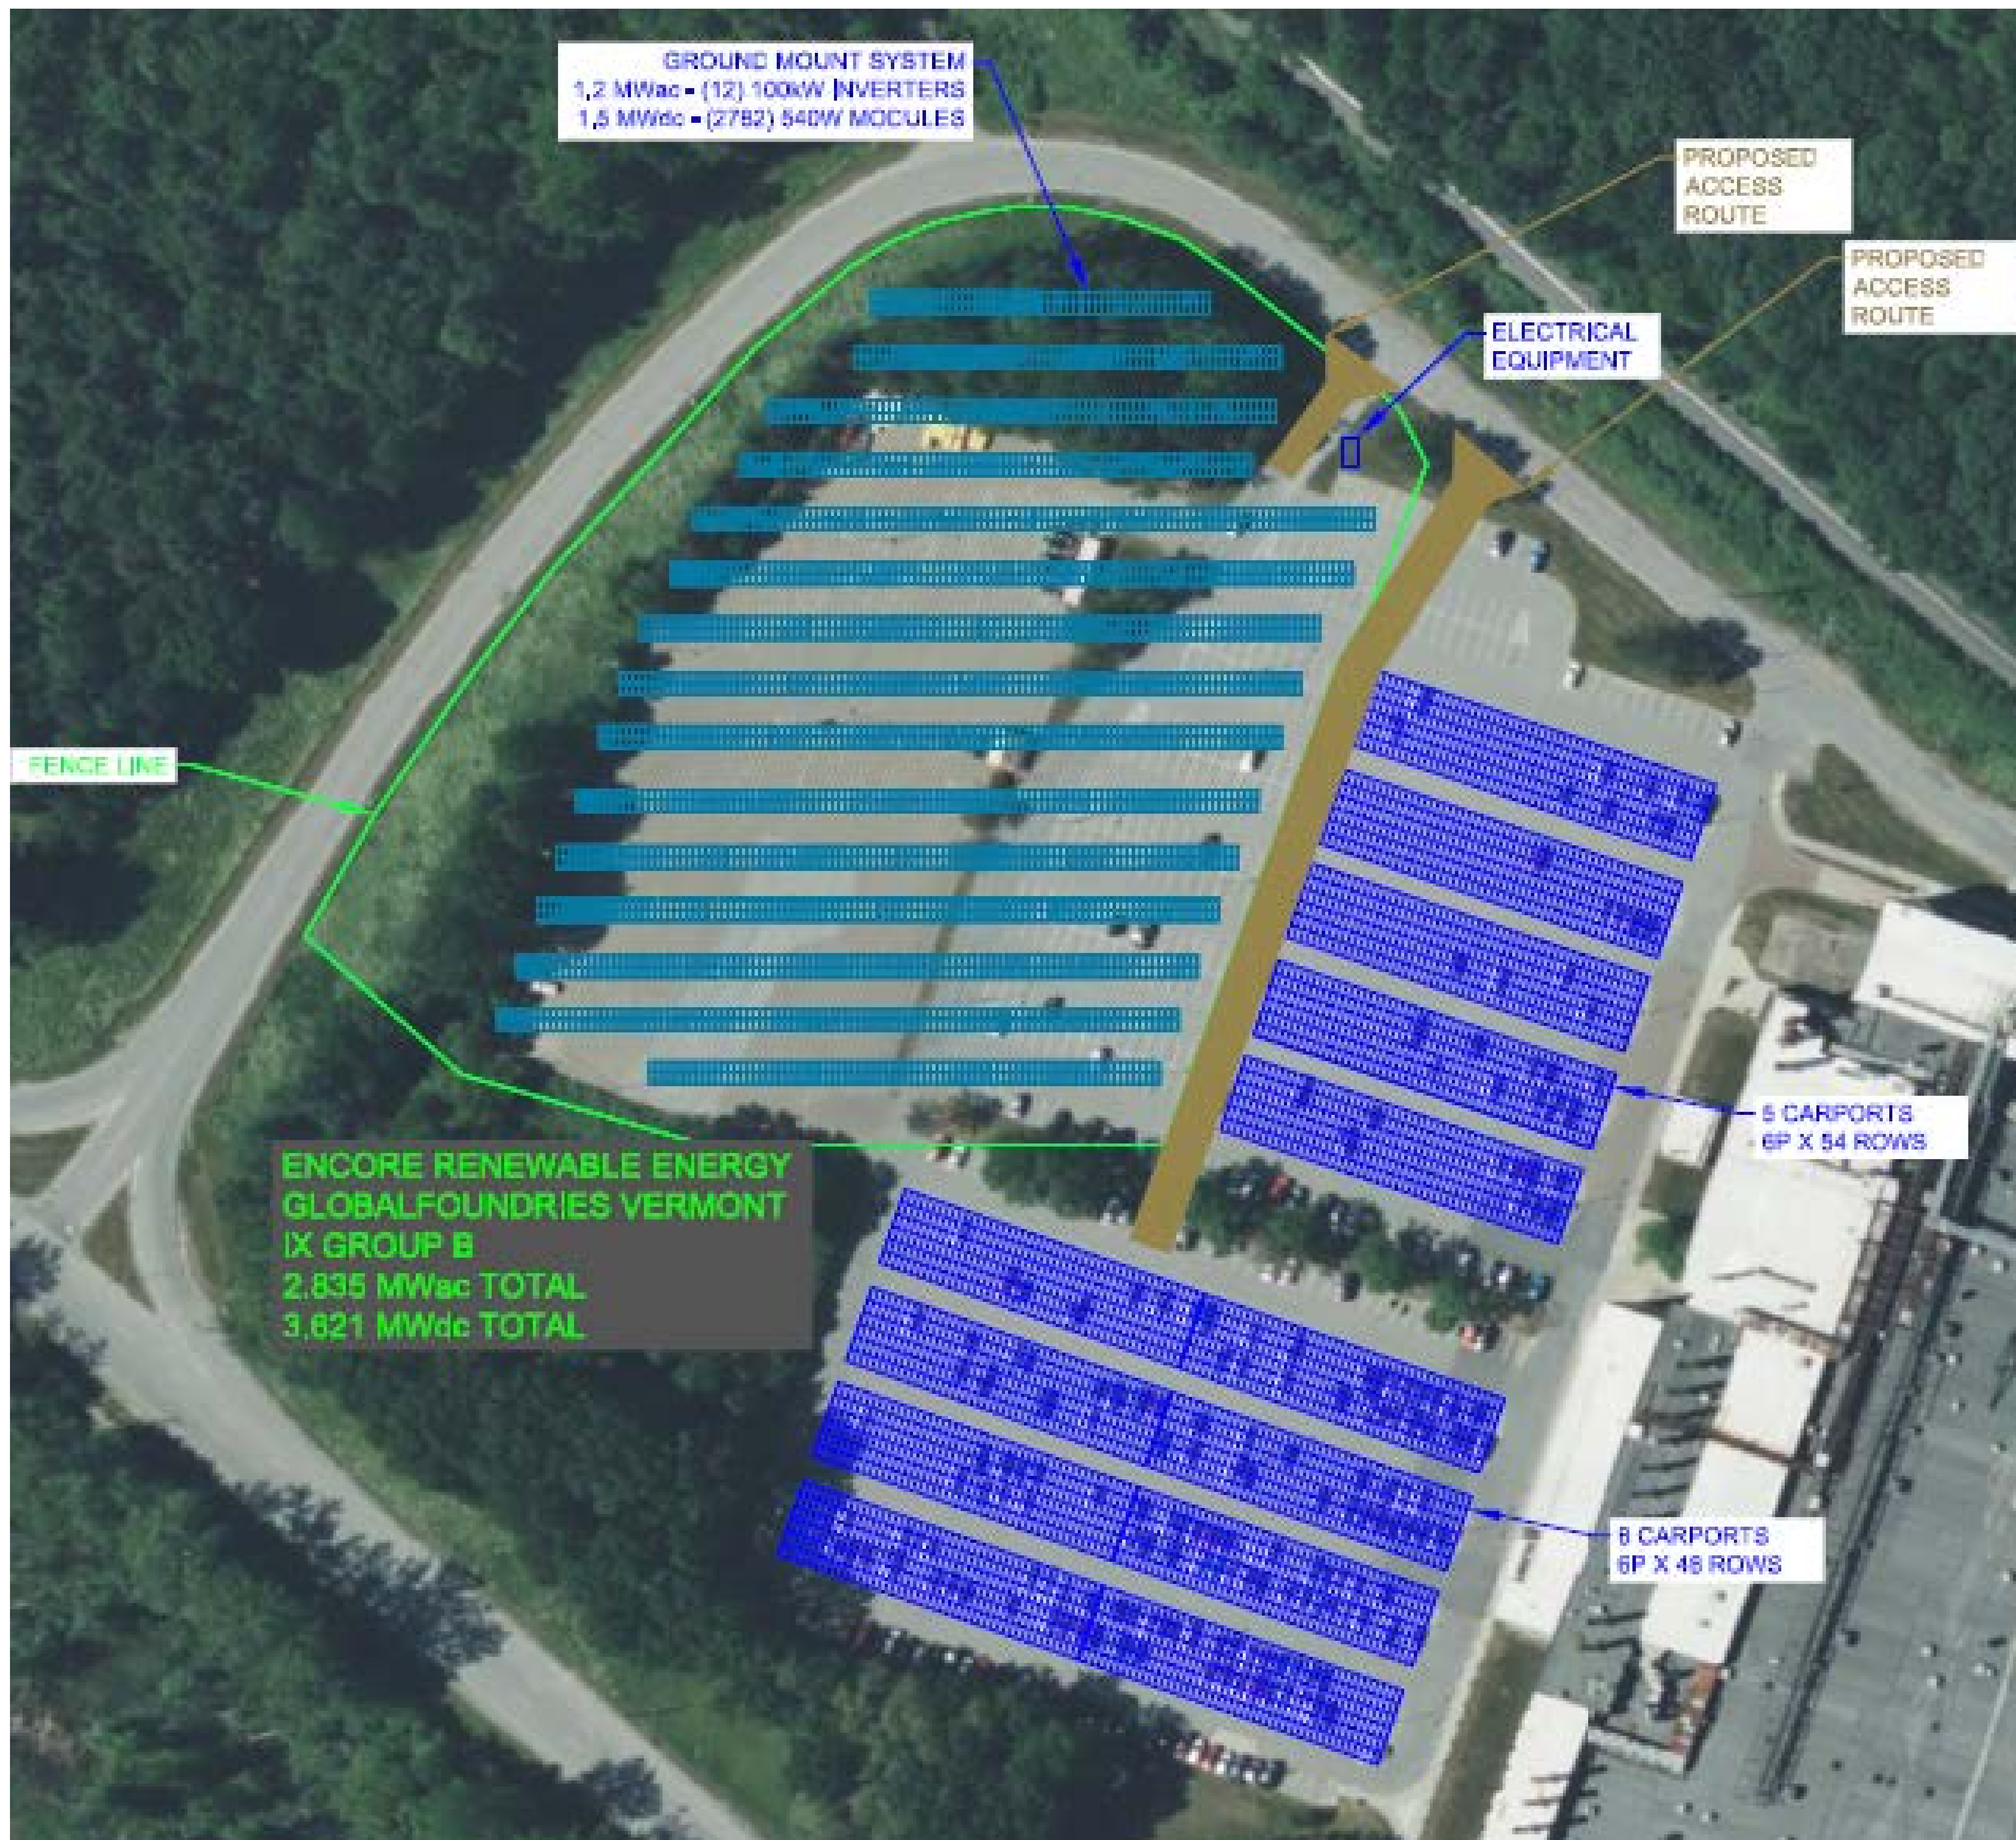 GROUND MOUNT SYSTEM
1.2 MWac - (12) 100kW INVERTERS
1.5 MWdc - (2782) 540W MODULES
PROPOSED
ACCESS
ROUTE
PROPOSED
ACCESS
ROUTE
ELECTRICAL
EQUIPMENT
FENCE LINE
5 CARPORTS
6P X 54 ROWS
ENCORE RENEWABLE ENERGY
GLOBALFOUNDRIES VERMONT
IX GROUP B
2.835 MWac TOTAL
3.621 MWdc TOTAL
8 CARPORTS
6P X 48 ROWS